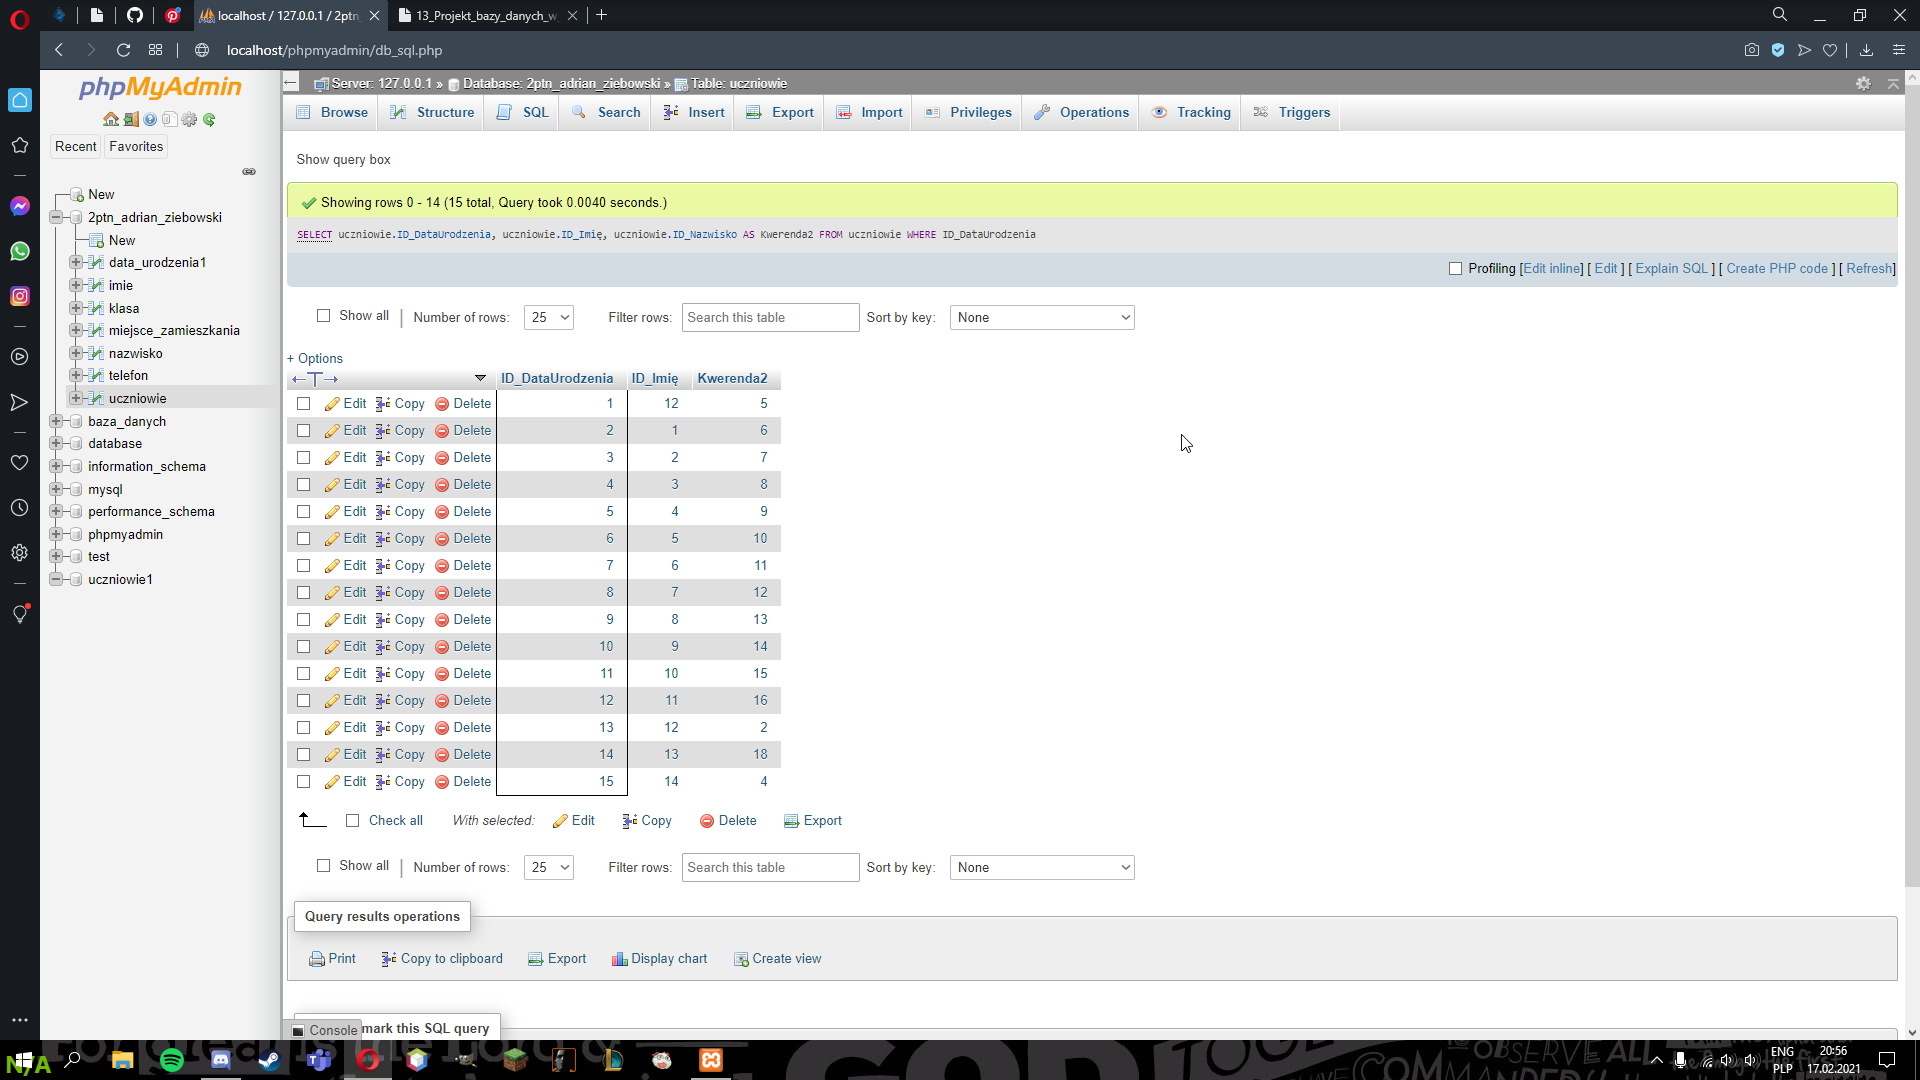 localhost / 127.0.0.1 / 2ptn_
13_Projekt_bazy_danych_w_
localhost/phpmyadmin/db_sql.php
phpMyAdmin
Recent
Favorites
New
2ptn_adrian_ziebowski
New
data_urodzenia1
imie
klasa
miejsce_zamieszkania
nazwisko
telefon
uczniowie
baza_danych
database
information_schema
mysql
performance_schema
phpmyadmin
test
uczniowie1
Server: 127.0.0.1 » Database: 2ptn_adrian_ziebowski » Table: uczniowie
Browse Structure SQL Search Insert Export Import Privileges Operations Tracking Triggers
Show query box
Showing rows 0 - 14 (15 total, Query took 0.0040 seconds.)
SELECT uczniowie.ID_DataUrodzenia, uczniowie.ID_Imię, uczniowie.ID_Nazwisko AS Kwerenda2 FROM uczniowie WHERE ID_DataUrodzenia
Profiling [Edit inline] [ Edit ] [ Explain SQL ] [ Create PHP code ] [ Refresh]
Show all | Number of rows: 25 Filter rows: Search this table Sort by key: None
+ Options
ID_DataUrodzenia ID_Imię Kwerenda2
Edit Copy Delete 1 12 5
Edit Copy Delete 2 1 6
Edit Copy Delete 3 2 7
Edit Copy Delete 4 3 8
Edit Copy Delete 5 4 9
Edit Copy Delete 6 5 10
Edit Copy Delete 7 6 11
Edit Copy Delete 8 7 12
Edit Copy Delete 9 8 13
Edit Copy Delete 10 9 14
Edit Copy Delete 11 10 15
Edit Copy Delete 12 11 16
Edit Copy Delete 13 12 2
Edit Copy Delete 14 13 18
Edit Copy Delete 15 14 4
Check all With selected: Edit Copy Delete Export
Show all | Number of rows: 25 Filter rows: Search this table Sort by key: None
Query results operations
Print Copy to clipboard Export Display chart Create view
Console
mark this SQL query
N/A
OBSERVE ALL
COMMANDER
ENG
PLP
20:56
17.02.2021